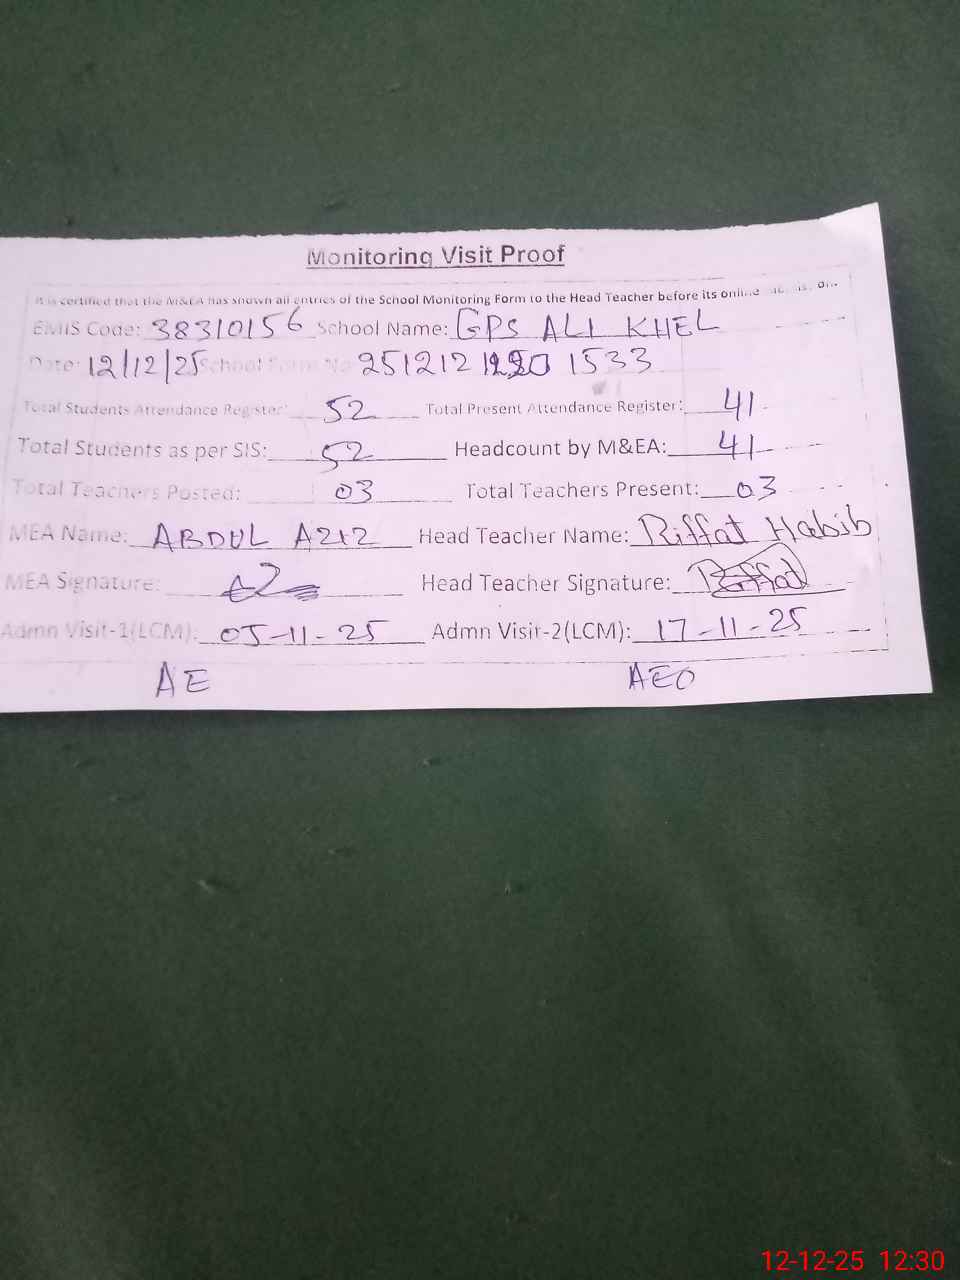 Monitoring Visit Proof
It is certified that the M&EA has shown all entries of the School Monitoring Form to the Head Teacher before its online
EMIS Code: 38310156 School Name: GPS ALI KHEL
Date: 12/12/25 School Form No 251212 1533
Total Students Attendance Register: 52 Total Present Attendance Register: 41
Total Students as per SIS: 52 Headcount by M&EA: 41
Total Teachers Posted: 03 Total Teachers Present: 03
MEA Name: ABDUL AZIZ Head Teacher Name: Riffat Habib
MEA Signature: Head Teacher Signature: Riffat
Admn Visit-1(LCM): 05-11-25 Admn Visit-2(LCM): 17-11-25
AE AEO
12-12-25 12:30